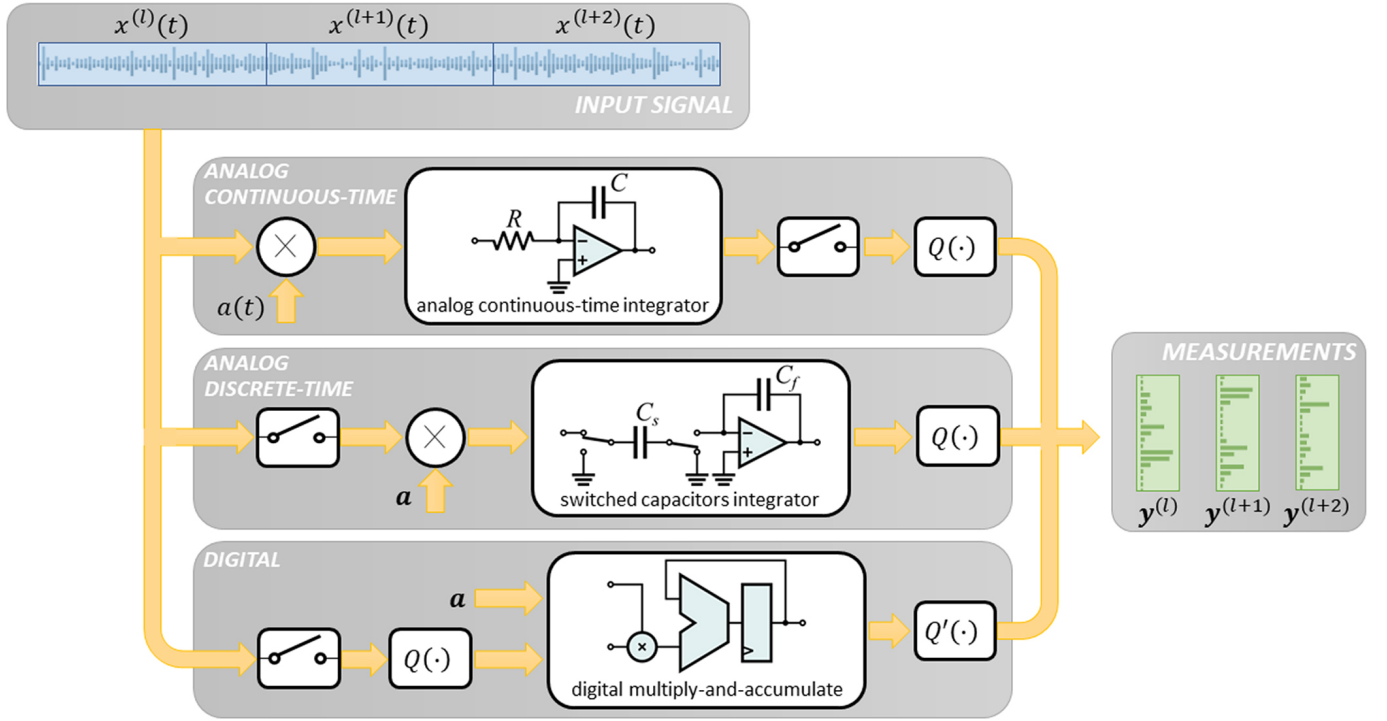 x^(l)(t) x^(l+1)(t) x^(l+2)(t)
INPUT SIGNAL
ANALOG
CONTINUOUS-TIME
×
a(t)
R
C
−
+
analog continuous-time integrator
Q(·)
ANALOG
DISCRETE-TIME
×
a
C_s
C_f
−
+
switched capacitors integrator
Q(·)
DIGITAL
a
Q(·)
×
digital multiply-and-accumulate
Q′(·)
MEASUREMENTS
y^(l) y^(l+1) y^(l+2)